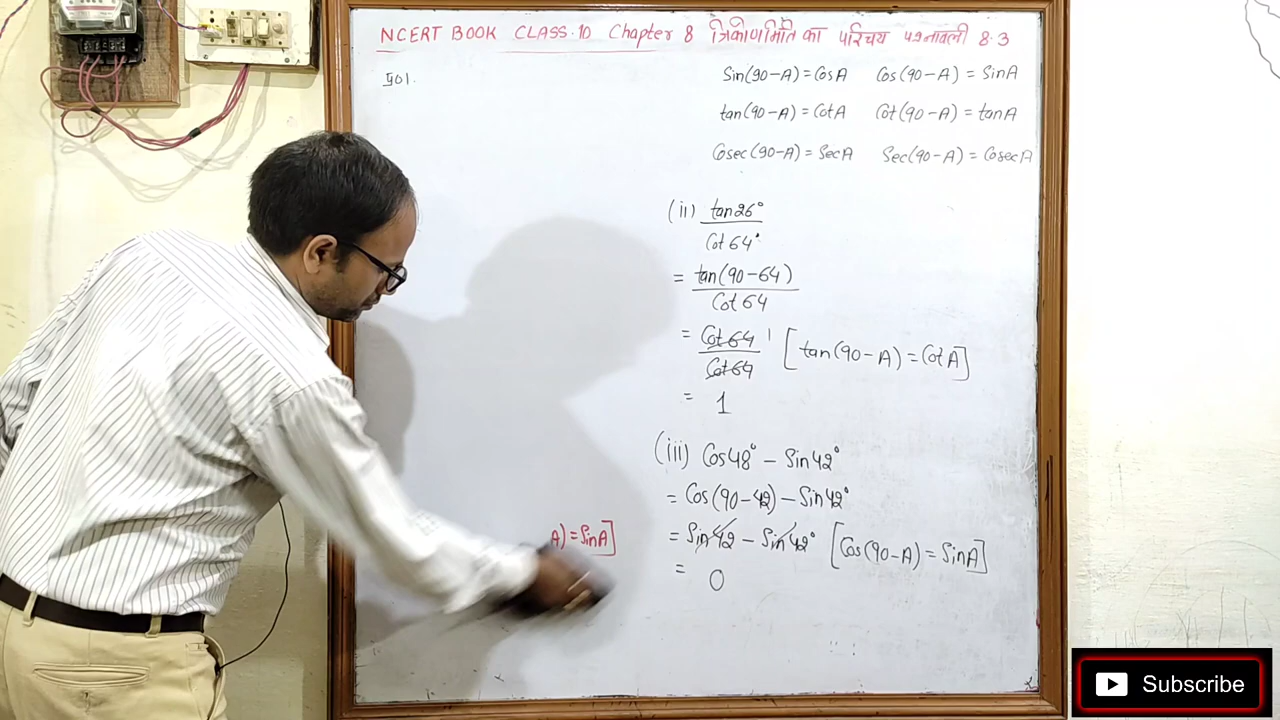 NCERT BOOK CLASS.10 Chapter 8 त्रिकोणमिति का परिचय प्रश्नावली 8.3
प्र01.
Sin(90-A)=CosA Cos(90-A) = SinA
tan(90-A) = CotA Cot(90-A) = tanA
Cosec(90-A) = SecA Sec(90-A) = CosecA
(ii) tan26°
Cot64°
= tan(90-64)
Cot64
= Cot64 1 [tan(90-A) = CotA]
Cot64
= 1
(iii) Cos48° - Sin42°
= Cos(90-42) - Sin42°
= Sin42 - Sin42° [Cos(90-A) = SinA]
= 0
A) = SinA]
Subscribe